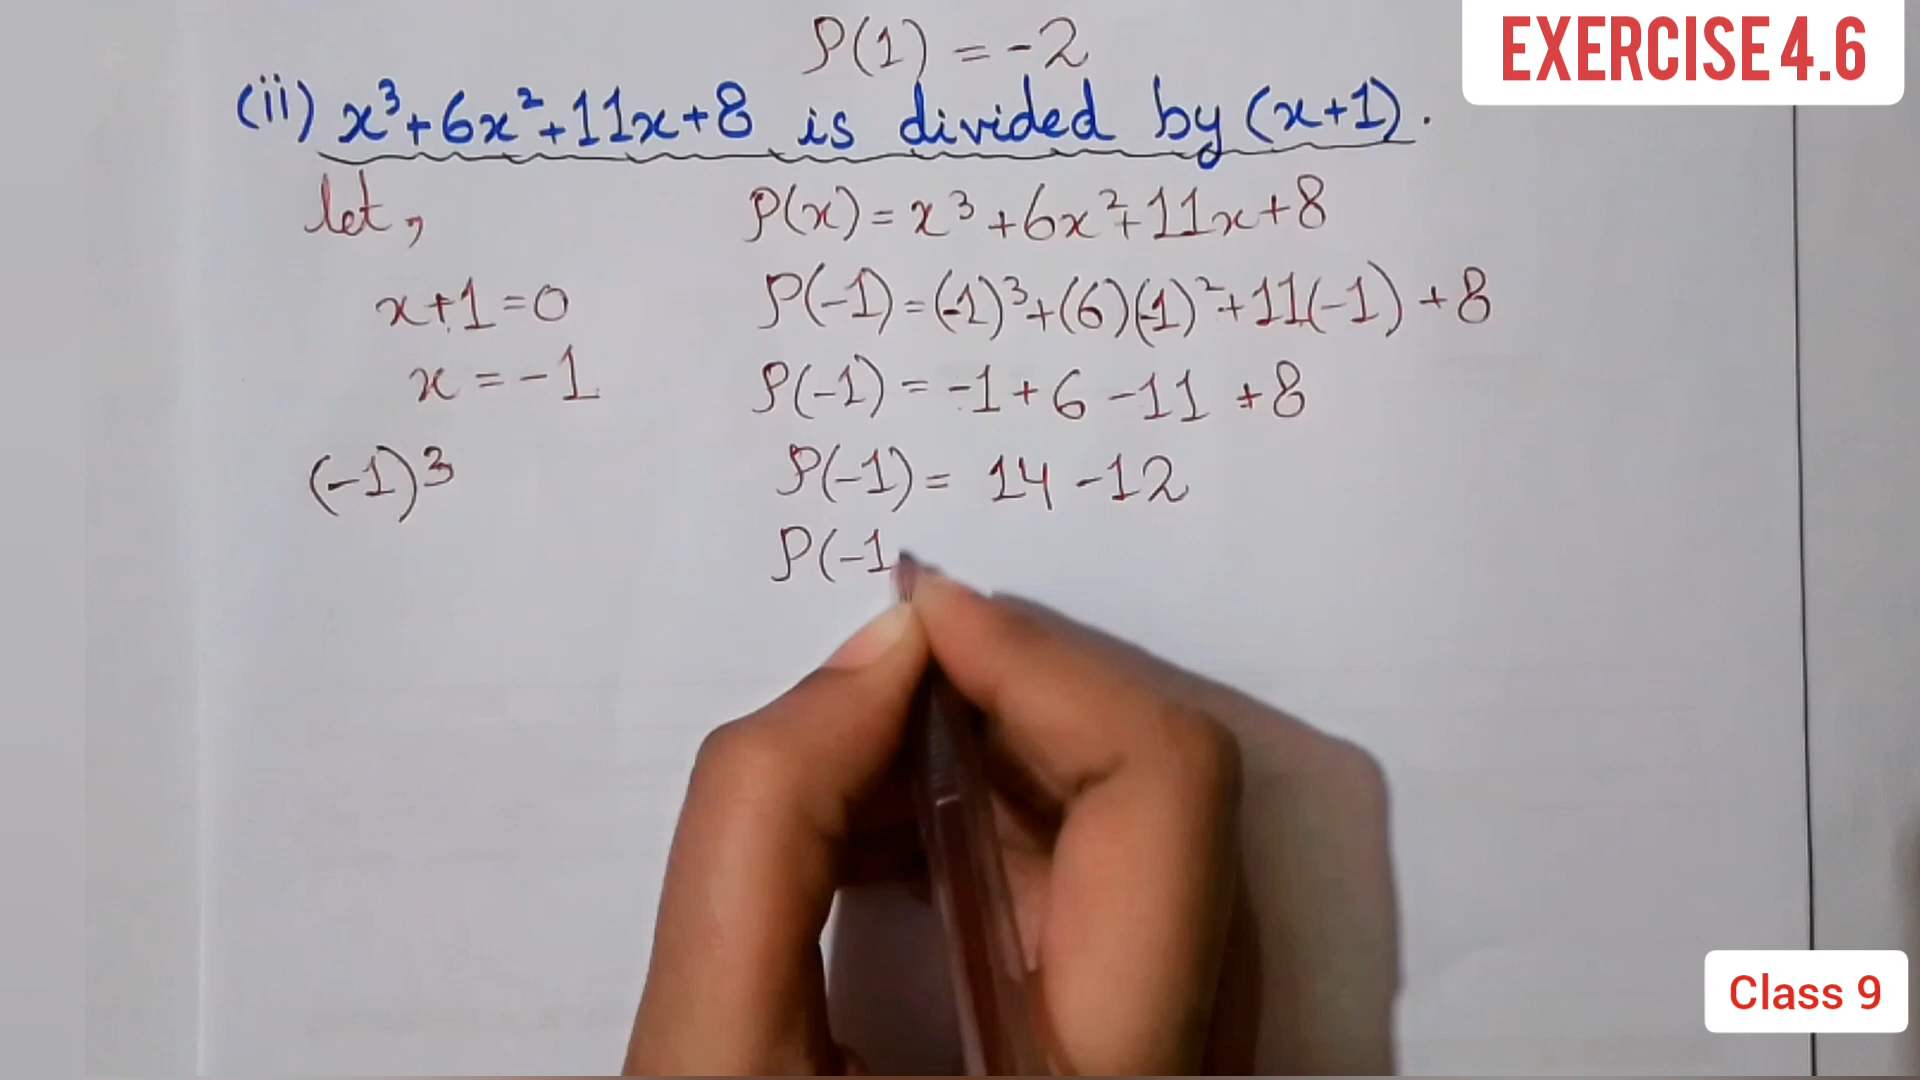 P(1) = -2
EXERCISE 4.6
(ii) x³+6x²+11x+8 is divided by (x+1).
let, P(x) = x³+6x²+11x+8
x+1=0 P(-1) = (-1)³+(6)(-1)²+11(-1)+8
x = -1 P(-1) = -1+6-11+8
(-1)³ P(-1) = 14-12
P(-1
Class 9